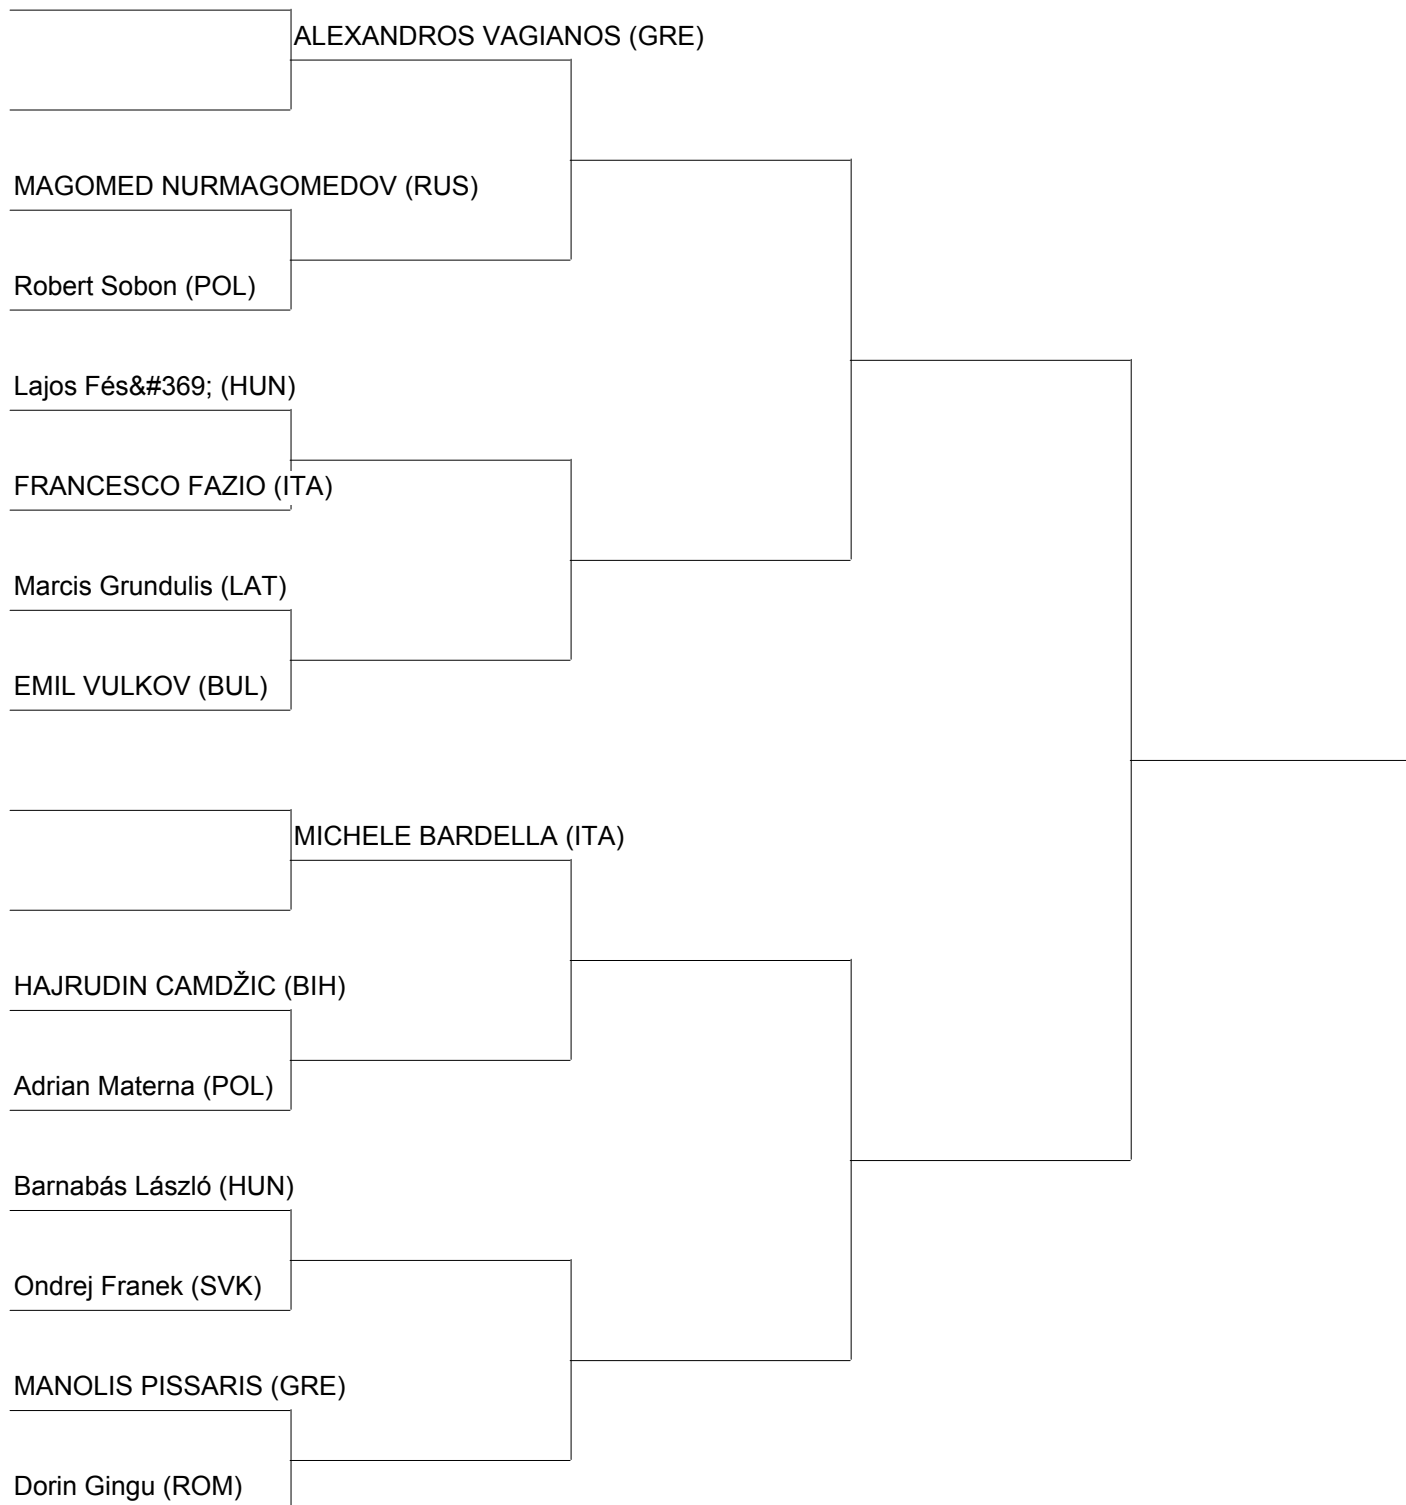 ALEXANDROS VAGIANOS (GRE)
MAGOMED NURMAGOMEDOV (RUS)
Robert Sobon (POL)
Lajos Fés&#369; (HUN)
FRANCESCO FAZIO (ITA)
Marcis Grundulis (LAT)
EMIL VULKOV (BUL)
MICHELE BARDELLA (ITA)
HAJRUDIN CAMDŽIC (BIH)
Adrian Materna (POL)
Barnabás László (HUN)
Ondrej Franek (SVK)
MANOLIS PISSARIS (GRE)
Dorin Gingu (ROM)